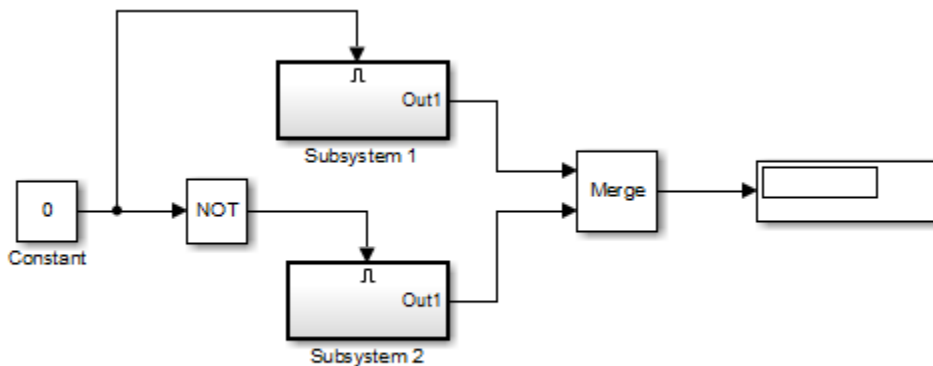 Out1
Subsystem 1
0
Constant
NOT
Merge
Out1
Subsystem 2